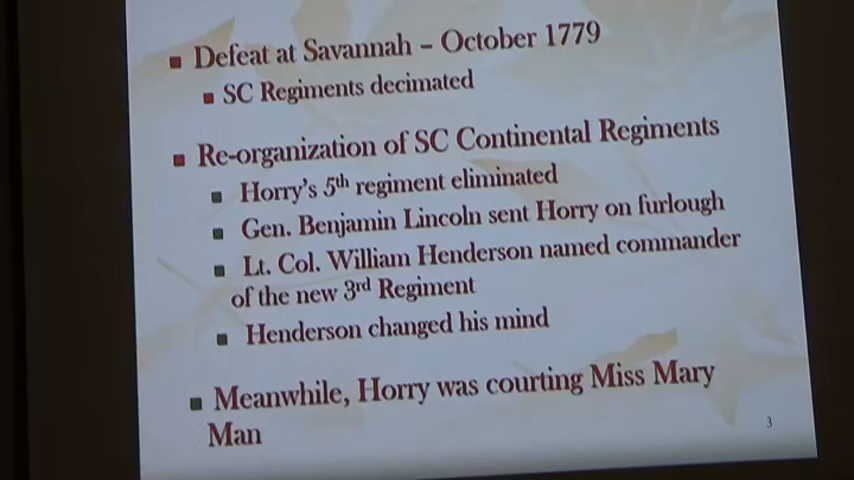 Defeat at Savannah – October 1779
SC Regiments decimated
Re-organization of SC Continental Regiments
Horry's 5th regiment eliminated
Gen. Benjamin Lincoln sent Horry on furlough
Lt. Col. William Henderson named commander
of the new 3rd Regiment
Henderson changed his mind
Meanwhile, Horry was courting Miss Mary
Man
3